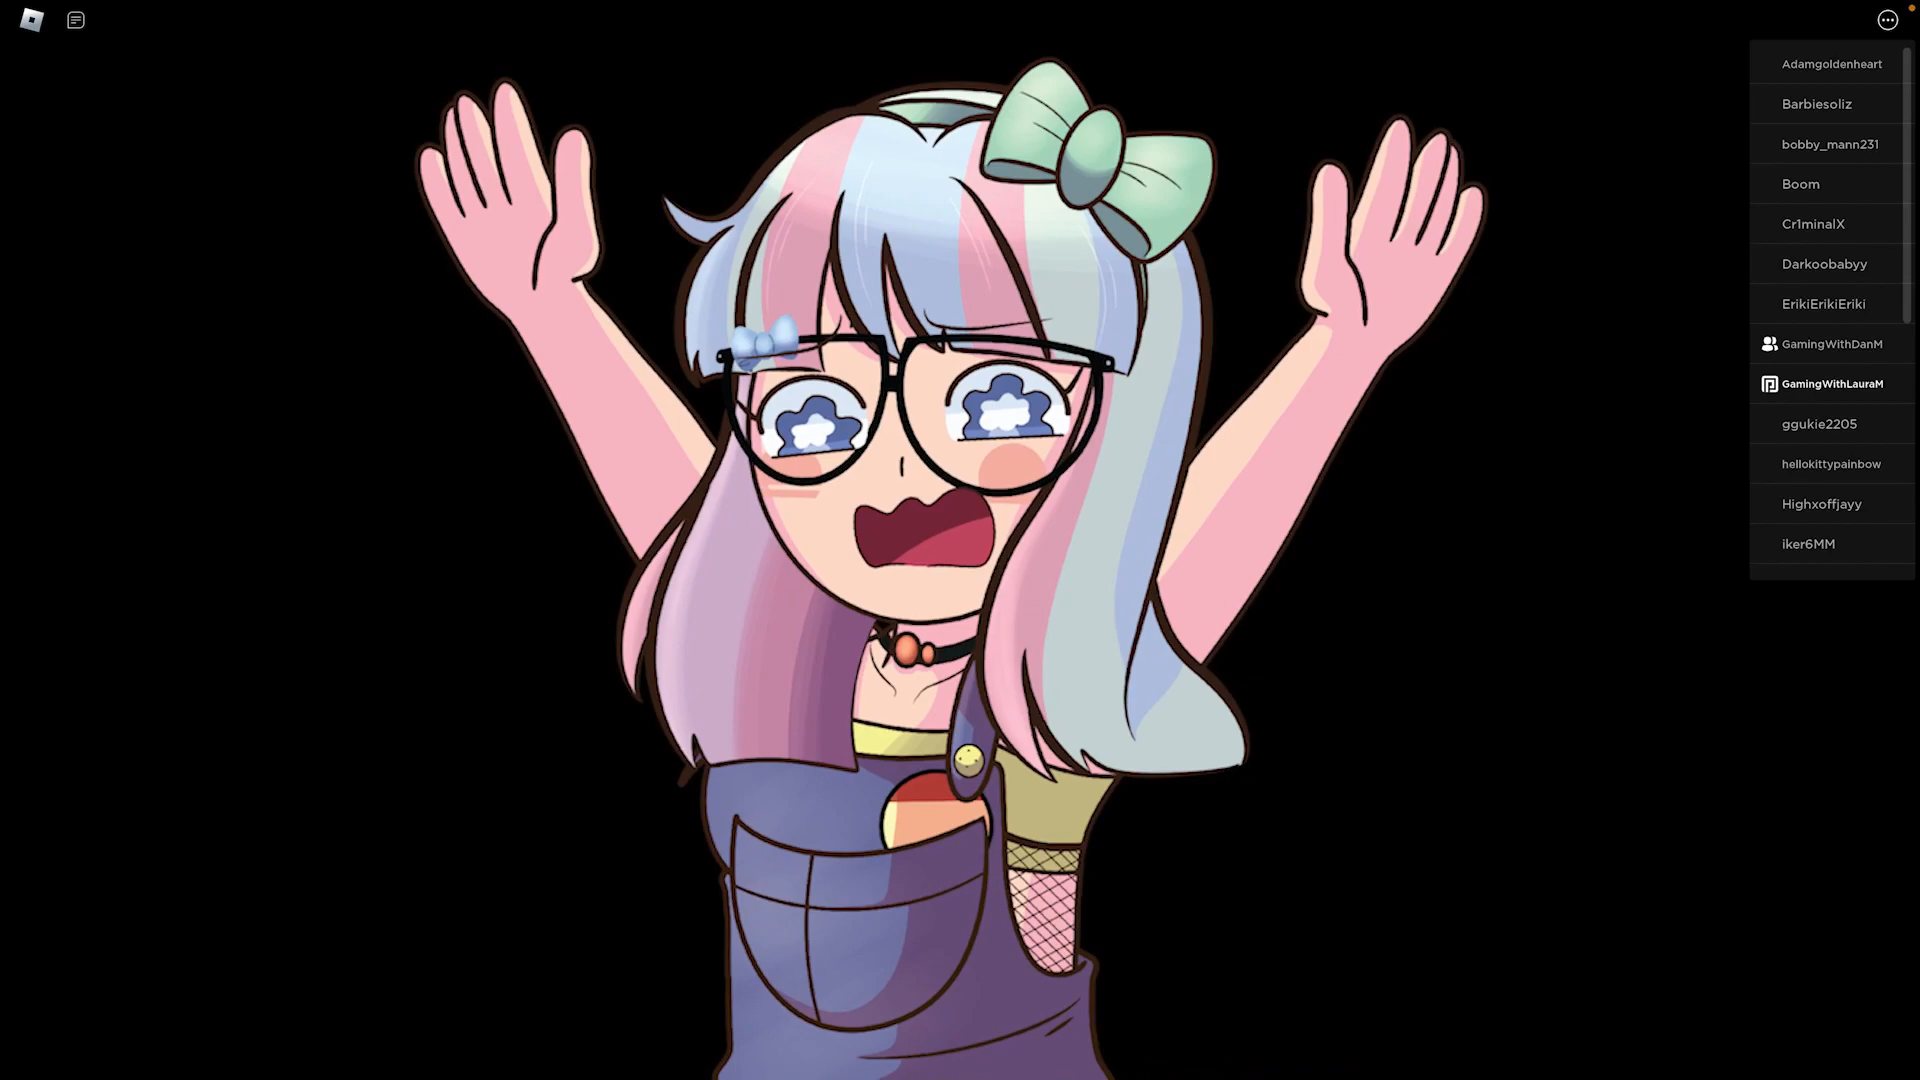 Adamgoldenheart
Barbiesoliz
bobby_mann231
Boom
Cr1minalX
Darkoobabyy
ErikiErikiEriki
GamingWithDanM
GamingWithLauraM
ggukie2205
hellokittypainbow
Highxoffjayy
iker6MM